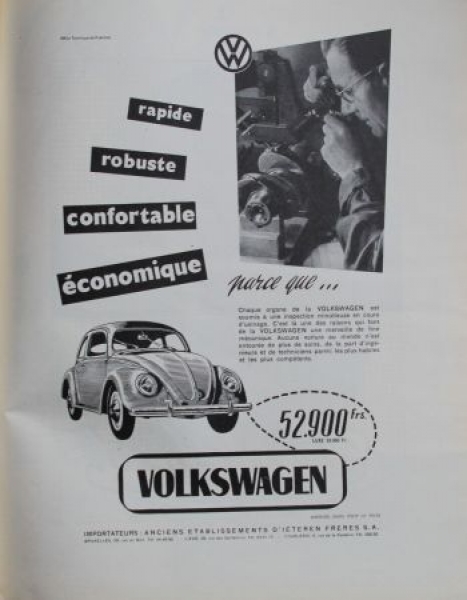 VW
rapide
robuste
confortable
économique
parce que...
Chaque organe de la VOLKSWAGEN est
soumis à une inspection minutieuse en cours
d'usinage. C'est là une des raisons qui font
de la VOLKSWAGEN une merveille de fine
mécanique. Aucune voiture au monde n'est
entourée de plus de soins, de la part d'ingé-
nieurs et de techniciens parmi les plus habiles
et les plus compétents.
52.900 Frs.
VOLKSWAGEN
IMPORTATEURS: ANCIENS ETABLISSEMENTS D'IETEREN FRERES S.A.